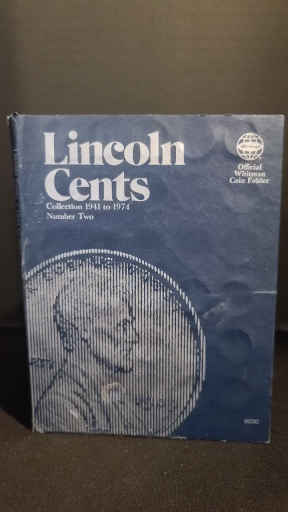 Lincoln
Cents
Collection 1941 to 1974
Number Two
Official
Whitman
Coin Folder